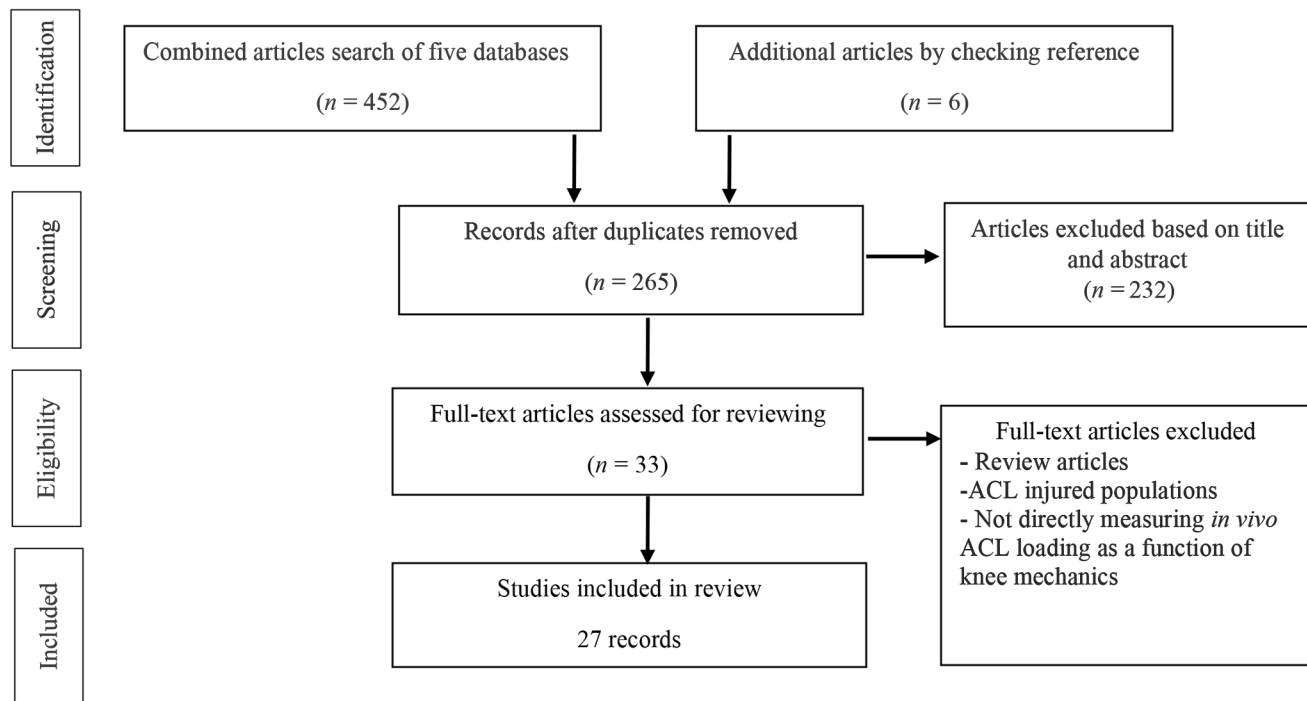 Identification
Combined articles search of five databases
(n = 452)
Additional articles by checking reference
(n = 6)
Screening
Records after duplicates removed
(n = 265)
Articles excluded based on title
and abstract
(n = 232)
Eligibility
Full-text articles assessed for reviewing
(n = 33)
Full-text articles excluded
- Review articles
-ACL injured populations
- Not directly measuring in vivo
ACL loading as a function of
knee mechanics
Included
Studies included in review
27 records